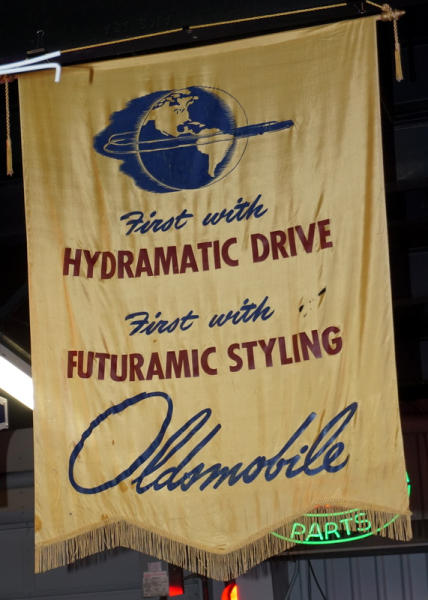 First with
HYDRAMATIC DRIVE
First with
FUTURAMIC STYLING
Oldsmobile
PARTS